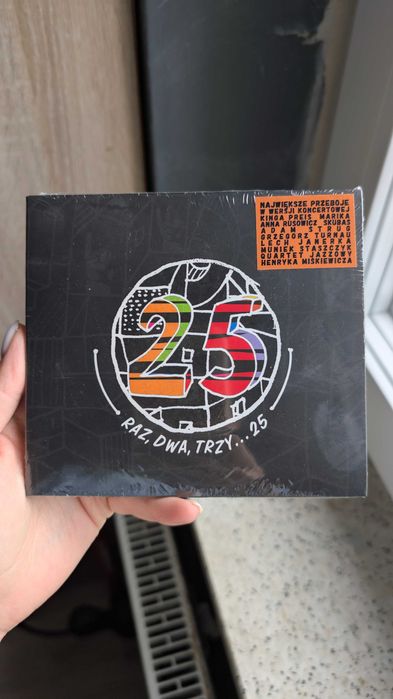 NAJWIĘKSZE PRZEBOJE
W WERSJI KONCERTOWEJ
KINGA PREIS MARIKA
ANNA RUSOWICZ SKUBAS
ADAM STRUG
GRZEGORZ TURNAU
LECH JANERKA
MUNIEK STASZCZYK
QUARTET JAZZOWY
HENRYKA MIŚKIEWICZA
25
RAZ, DWA, TRZY...25